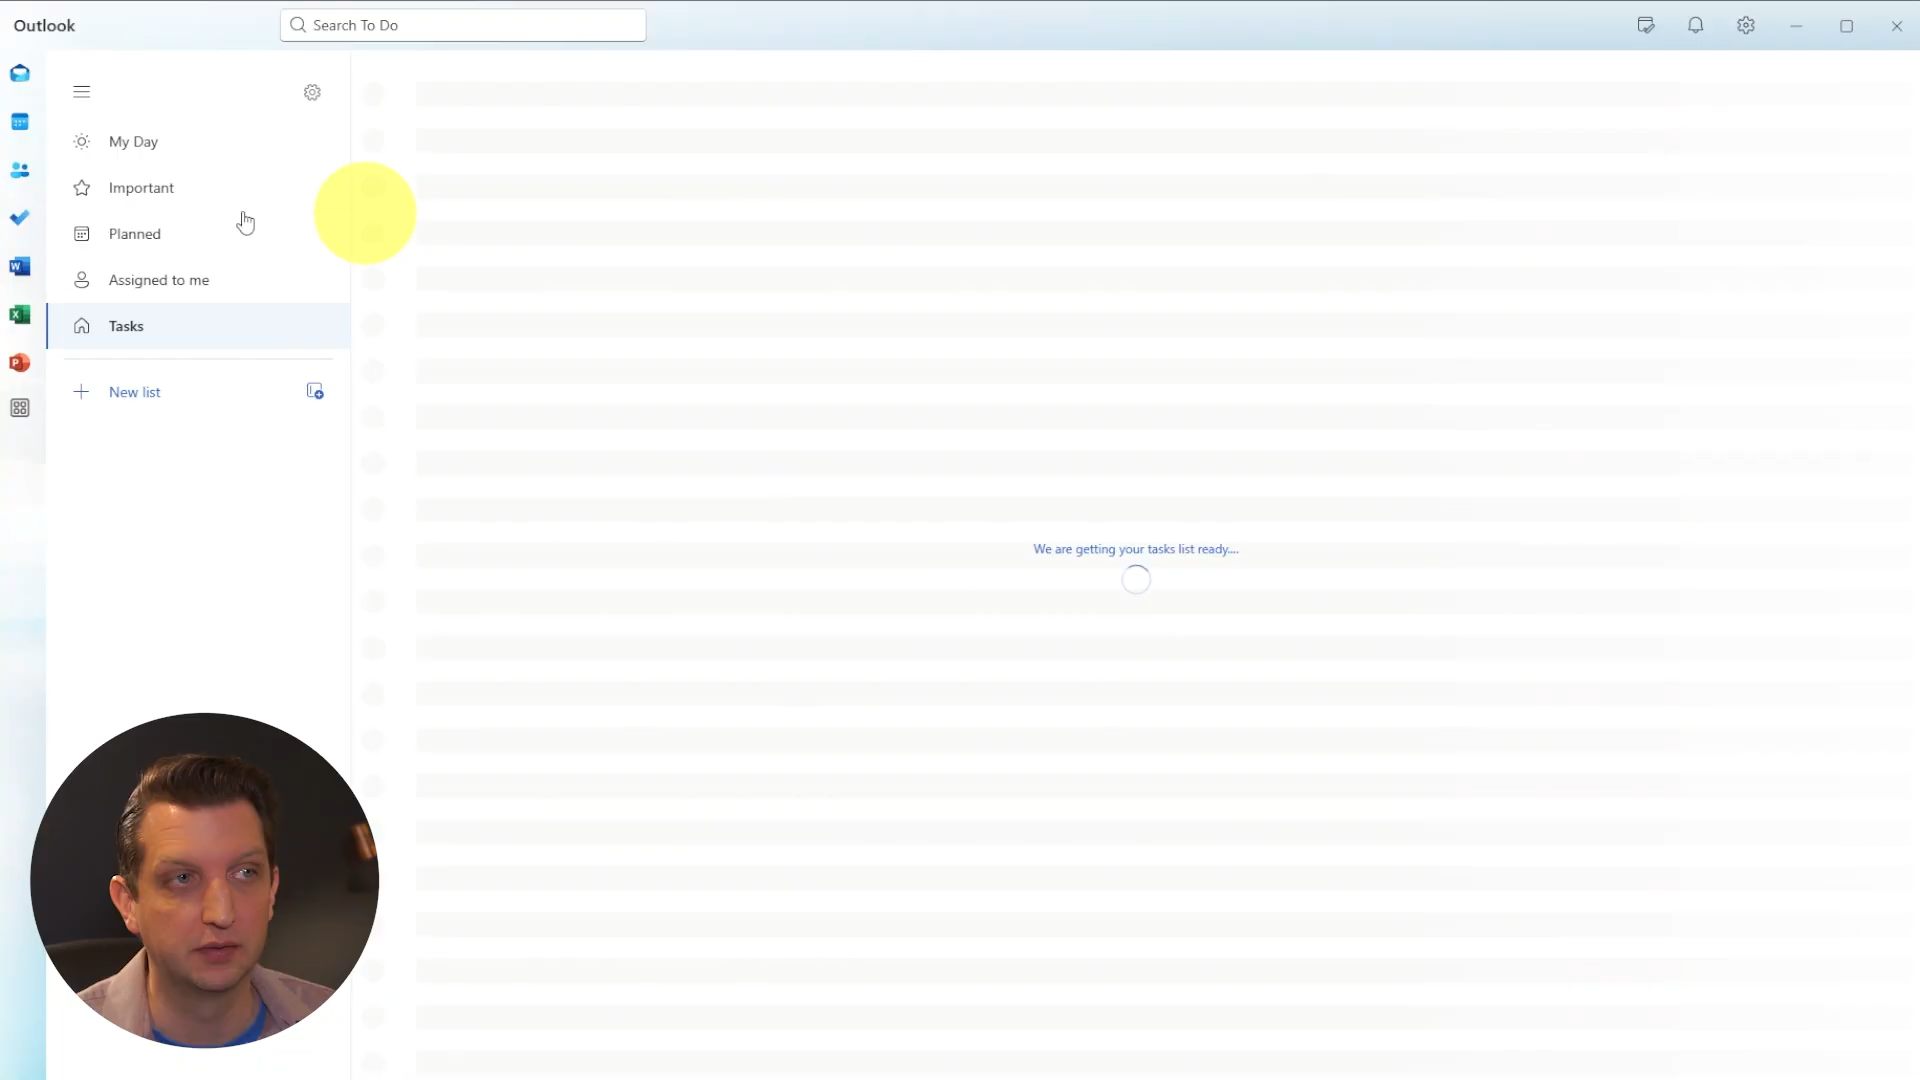 Outlook
Search To Do
My Day
Important
Planned
Assigned to me
Tasks
New list
We are getting your tasks list ready....